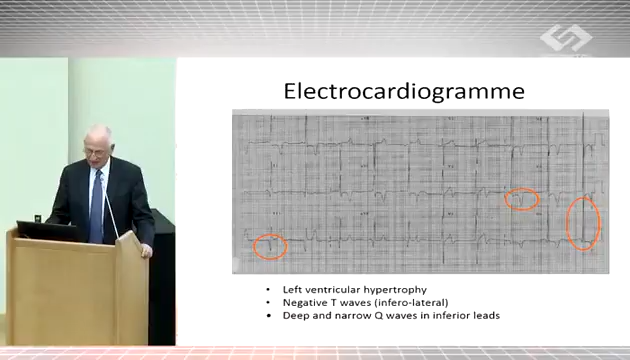 Electrocardiogramme
• Left ventricular hypertrophy
• Negative T waves (infero-lateral)
• Deep and narrow Q waves in inferior leads